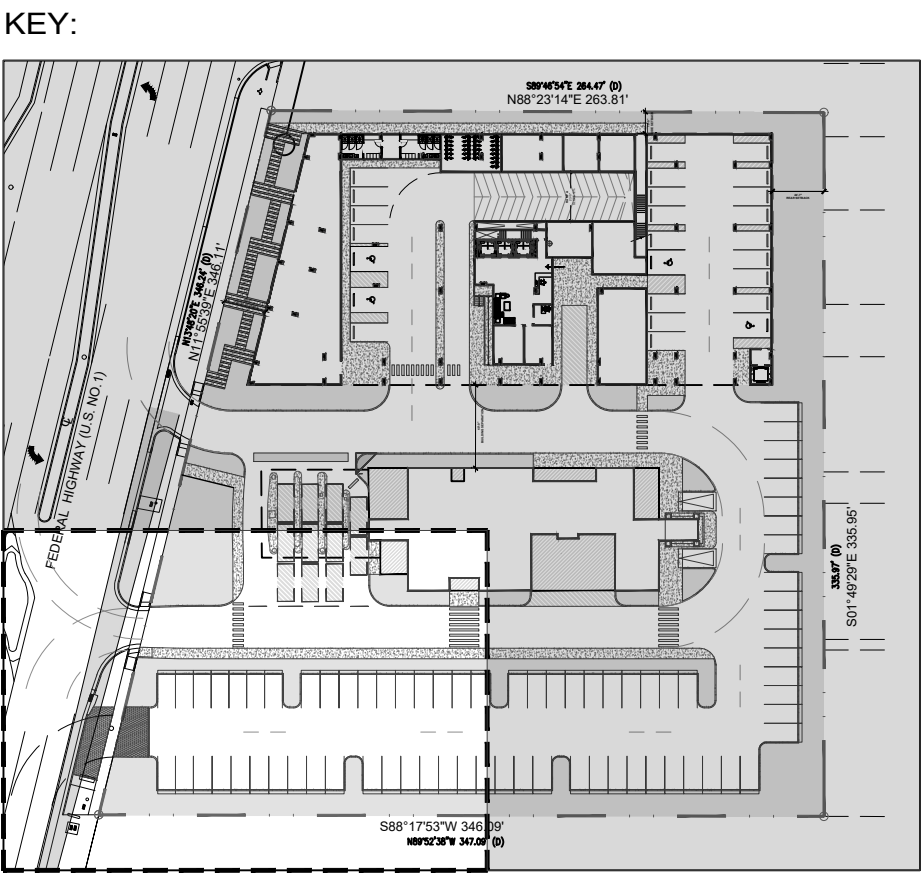 KEY:
S89°46'54"E 264.47' (D)
N88°23'14"E 263.81'
N13°46'20"E 346.24' (D)
N11°55'39"E 346.11'
FEDERAL HIGHWAY (U.S. NO.1)
335.97' (D)
S01°49'29"E 335.95'
S88°17'53"W 346.09'
N89°52'38"W 347.09' (D)